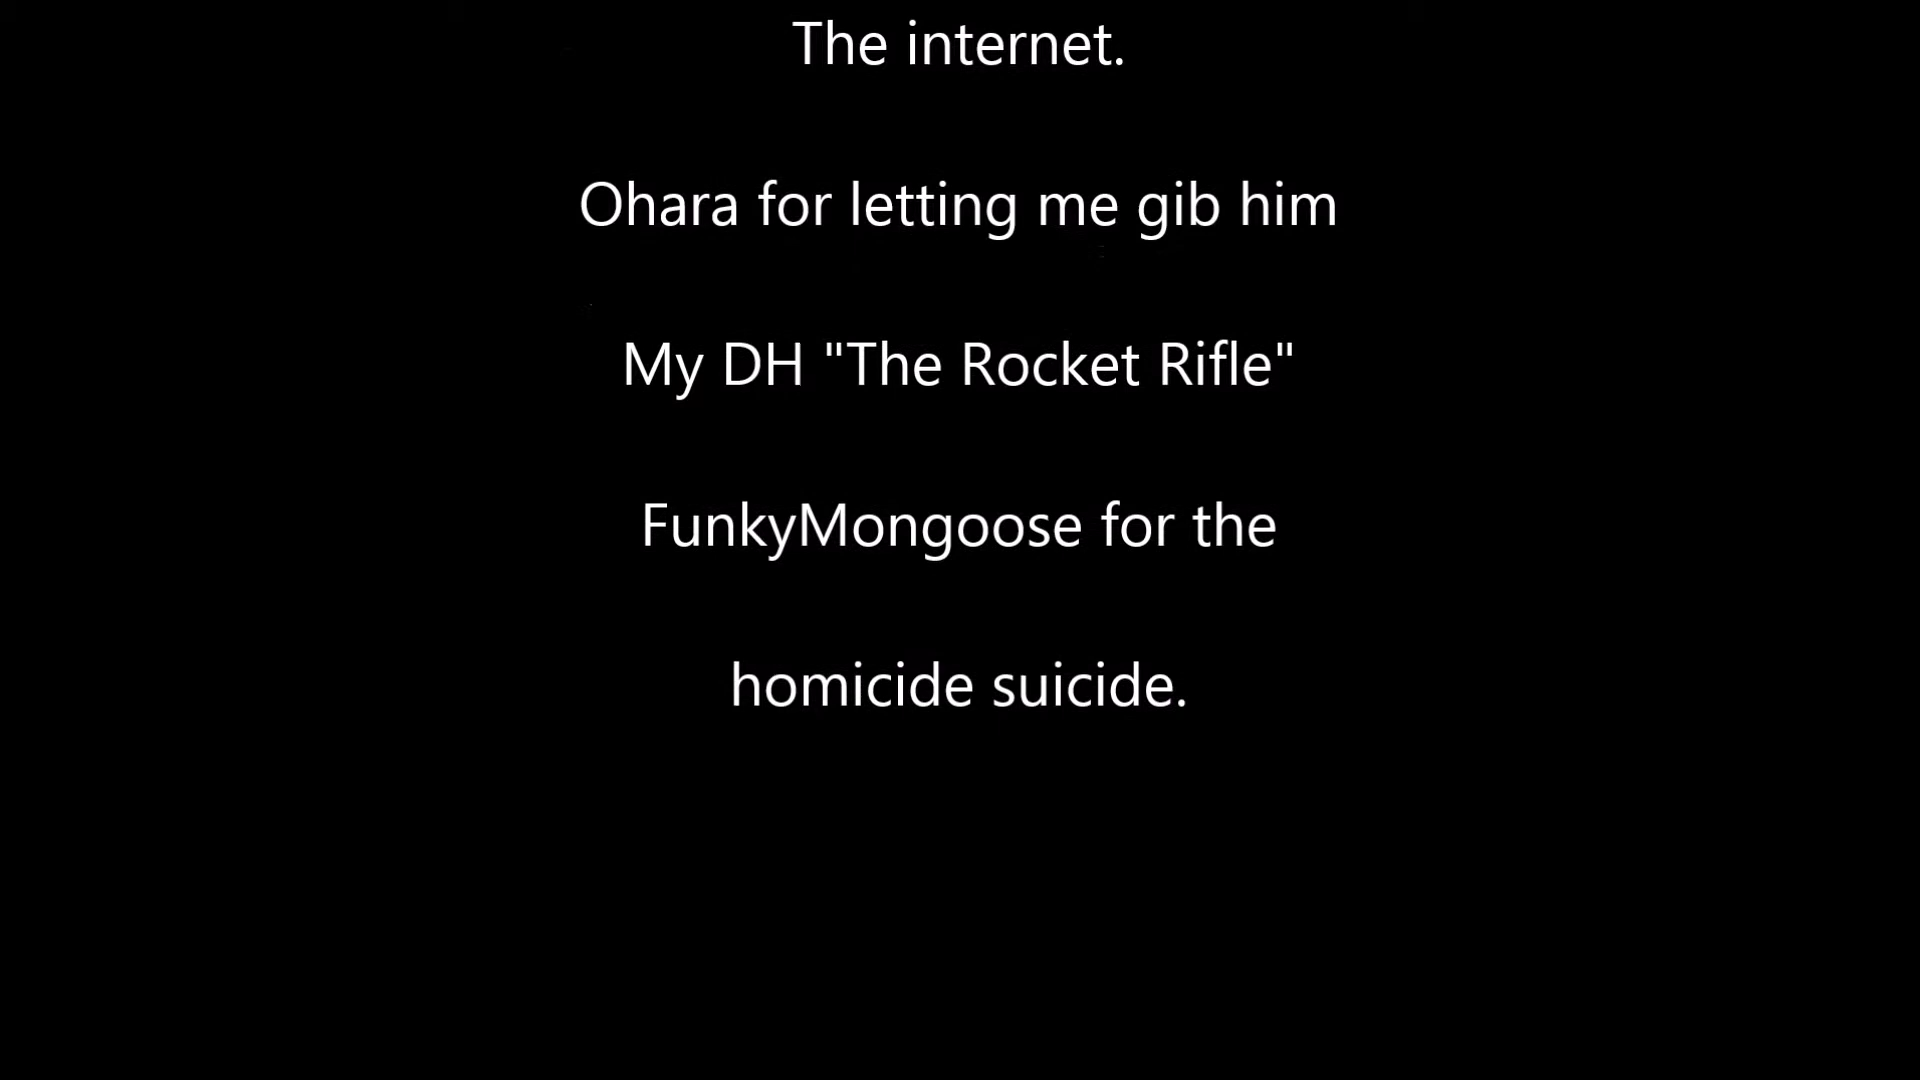 The internet.
Ohara for letting me gib him
My DH "The Rocket Rifle"
FunkyMongoose for the
homicide suicide.